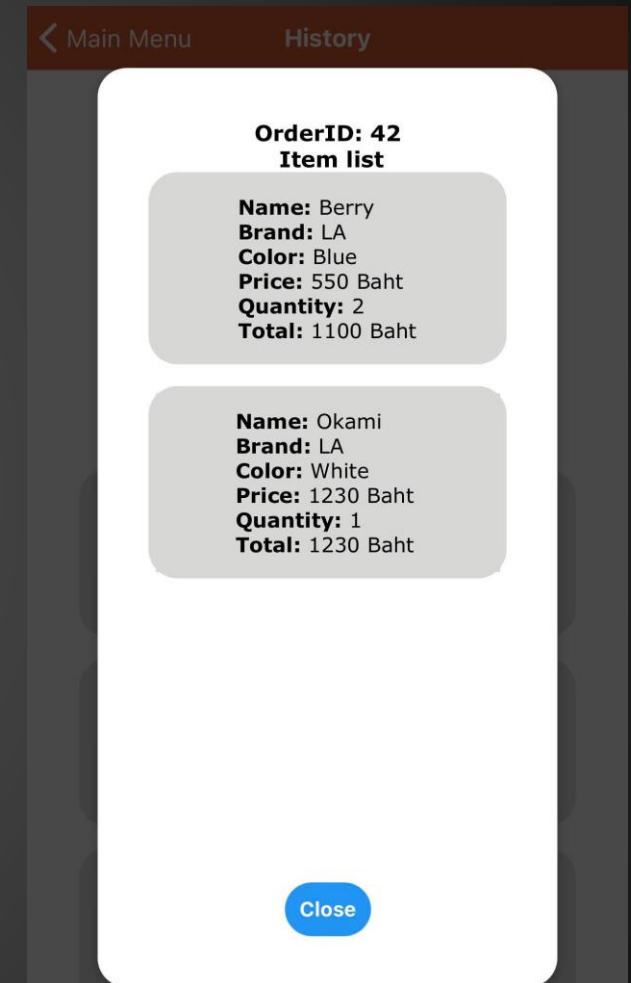 Main Menu
History
OrderID: 42
Item list
Name: Berry
Brand: LA
Color: Blue
Price: 550 Baht
Quantity: 2
Total: 1100 Baht
Name: Okami
Brand: LA
Color: White
Price: 1230 Baht
Quantity: 1
Total: 1230 Baht
Close